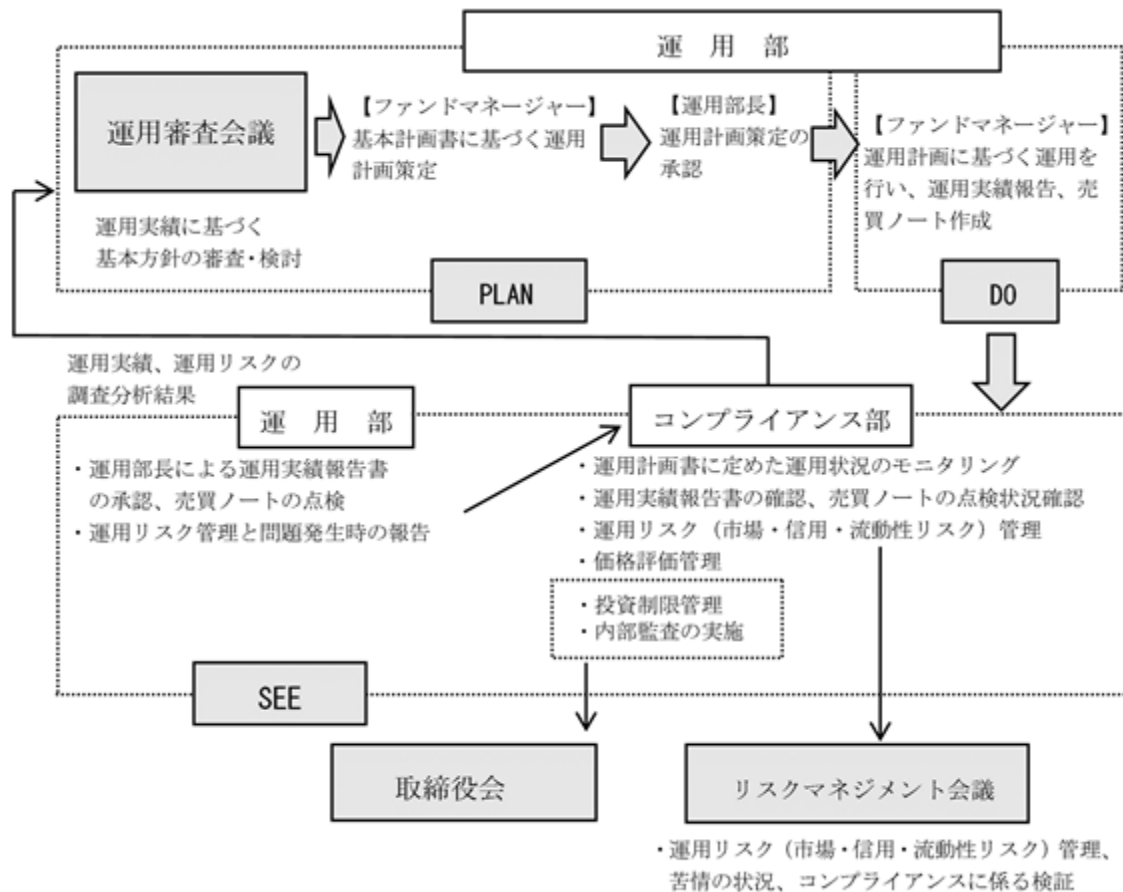 運　用　部
運用審査会議
運用実績に基づく
基本方針の審査・検討
【ファンドマネージャー】
基本計画書に基づく運用
計画策定
【運用部長】
運用計画策定の
承認
【ファンドマネージャー】
運用計画に基づく運用を
行い、運用実績報告、売
買ノート作成
PLAN
DO
運用実績、運用リスクの
調査分析結果
運　用　部
・運用部長による運用実績報告書
の承認、売買ノートの点検
・運用リスク管理と問題発生時の報告
コンプライアンス部
・運用計画書に定めた運用状況のモニタリング
・運用実績報告書の確認、売買ノートの点検状況確認
・運用リスク（市場・信用・流動性リスク）管理
・価格評価管理
・投資制限管理
・内部監査の実施
SEE
取締役会
リスクマネジメント会議
・運用リスク（市場・信用・流動性リスク）管理、
苦情の状況、コンプライアンスに係る検証